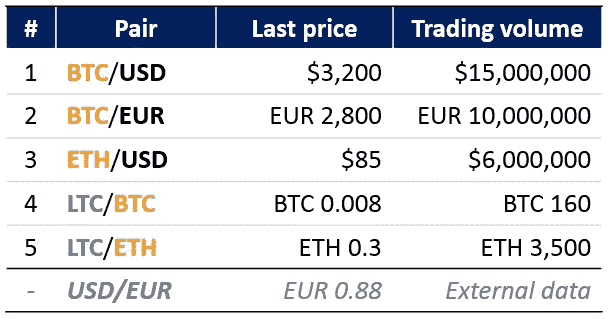 # Pair Last price Trading volume
1 BTC/USD $3,200 $15,000,000
2 BTC/EUR EUR 2,800 EUR 10,000,000
3 ETH/USD $85 $6,000,000
4 LTC/BTC BTC 0.008 BTC 160
5 LTC/ETH ETH 0.3 ETH 3,500
- USD/EUR EUR 0.88 External data